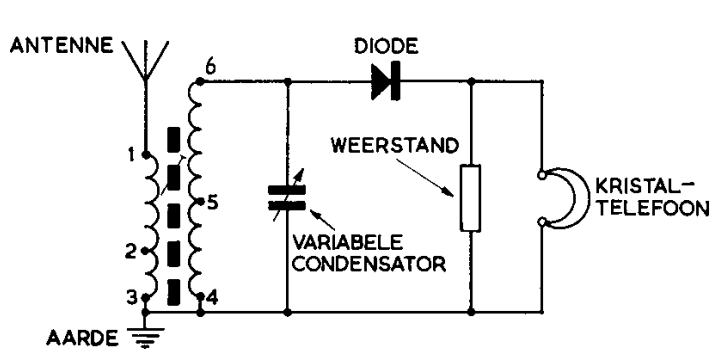 ANTENNE
DIODE
6
1
WEERSTAND
5
KRISTAL-
TELEFOON
2
VARIABELE
CONDENSATOR
3
4
AARDE